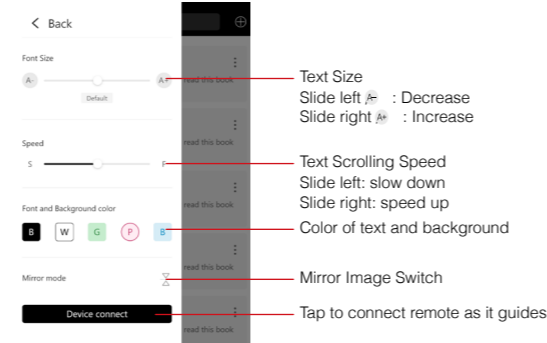 Back
Font Size
A-
A+
Default
read this book
Text Size
Slide left A- : Decrease
Slide right A+ : Increase
Speed
S
F
read this book
Text Scrolling Speed
Slide left: slow down
Slide right: speed up
Font and Background color
B
W
G
P
B
read this book
Color of text and background
Mirror mode
read this book
Mirror Image Switch
Device connect
Tap to connect remote as it guides
read this book